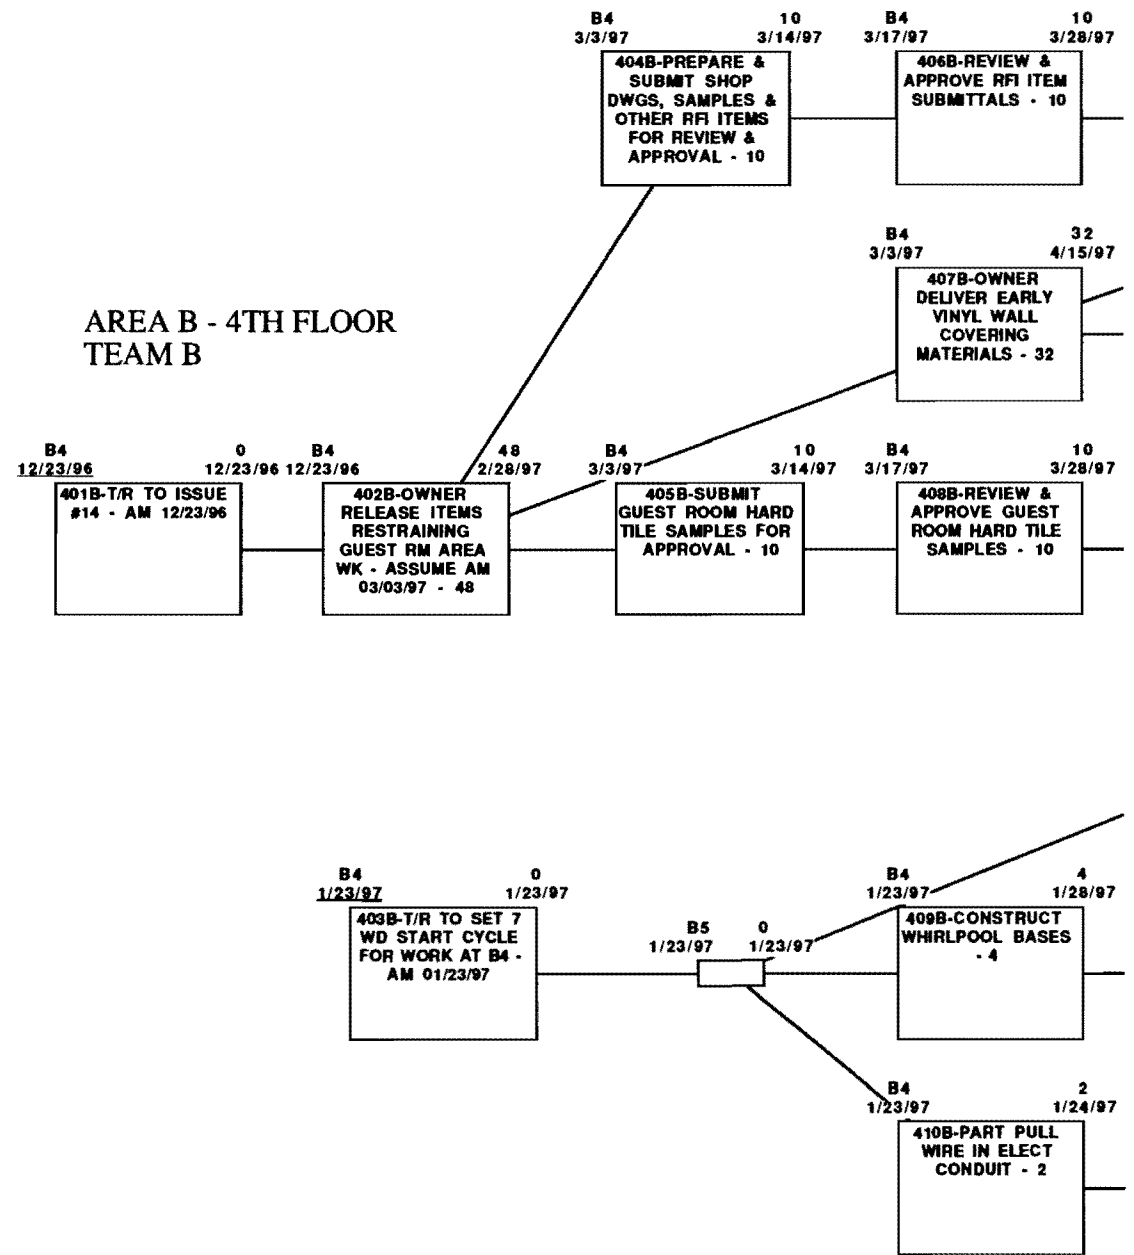 B4 10
3/3/97 3/14/97
404B-PREPARE &
SUBMIT SHOP
DWGS, SAMPLES &
OTHER RFI ITEMS
FOR REVIEW &
APPROVAL - 10
B4 10
3/17/97 3/28/97
406B-REVIEW &
APPROVE RFI ITEM
SUBMITTALS - 10
B4 32
3/3/97 4/15/97
407B-OWNER
DELIVER EARLY
VINYL WALL
COVERING
MATERIALS - 32
AREA B - 4TH FLOOR
TEAM B
B4 0
12/23/96 12/23/96
401B-T/R TO ISSUE
#14 - AM 12/23/96
B4 48
12/23/96 2/28/97
402B-OWNER
RELEASE ITEMS
RESTRAINING
GUEST RM AREA
WK - ASSUME AM
03/03/97 - 48
B4 10
3/3/97 3/14/97
405B-SUBMIT
GUEST ROOM HARD
TILE SAMPLES FOR
APPROVAL - 10
B4 10
3/17/97 3/28/97
408B-REVIEW &
APPROVE GUEST
ROOM HARD TILE
SAMPLES - 10
B4 0
1/23/97 1/23/97
403B-T/R TO SET 7
WD START CYCLE
FOR WORK AT B4 -
AM 01/23/97
B5 0
1/23/97 1/23/97
B4 4
1/23/97 1/28/97
409B-CONSTRUCT
WHIRLPOOL BASES
- 4
B4 2
1/23/97 1/24/97
410B-PART PULL
WIRE IN ELECT
CONDUIT - 2